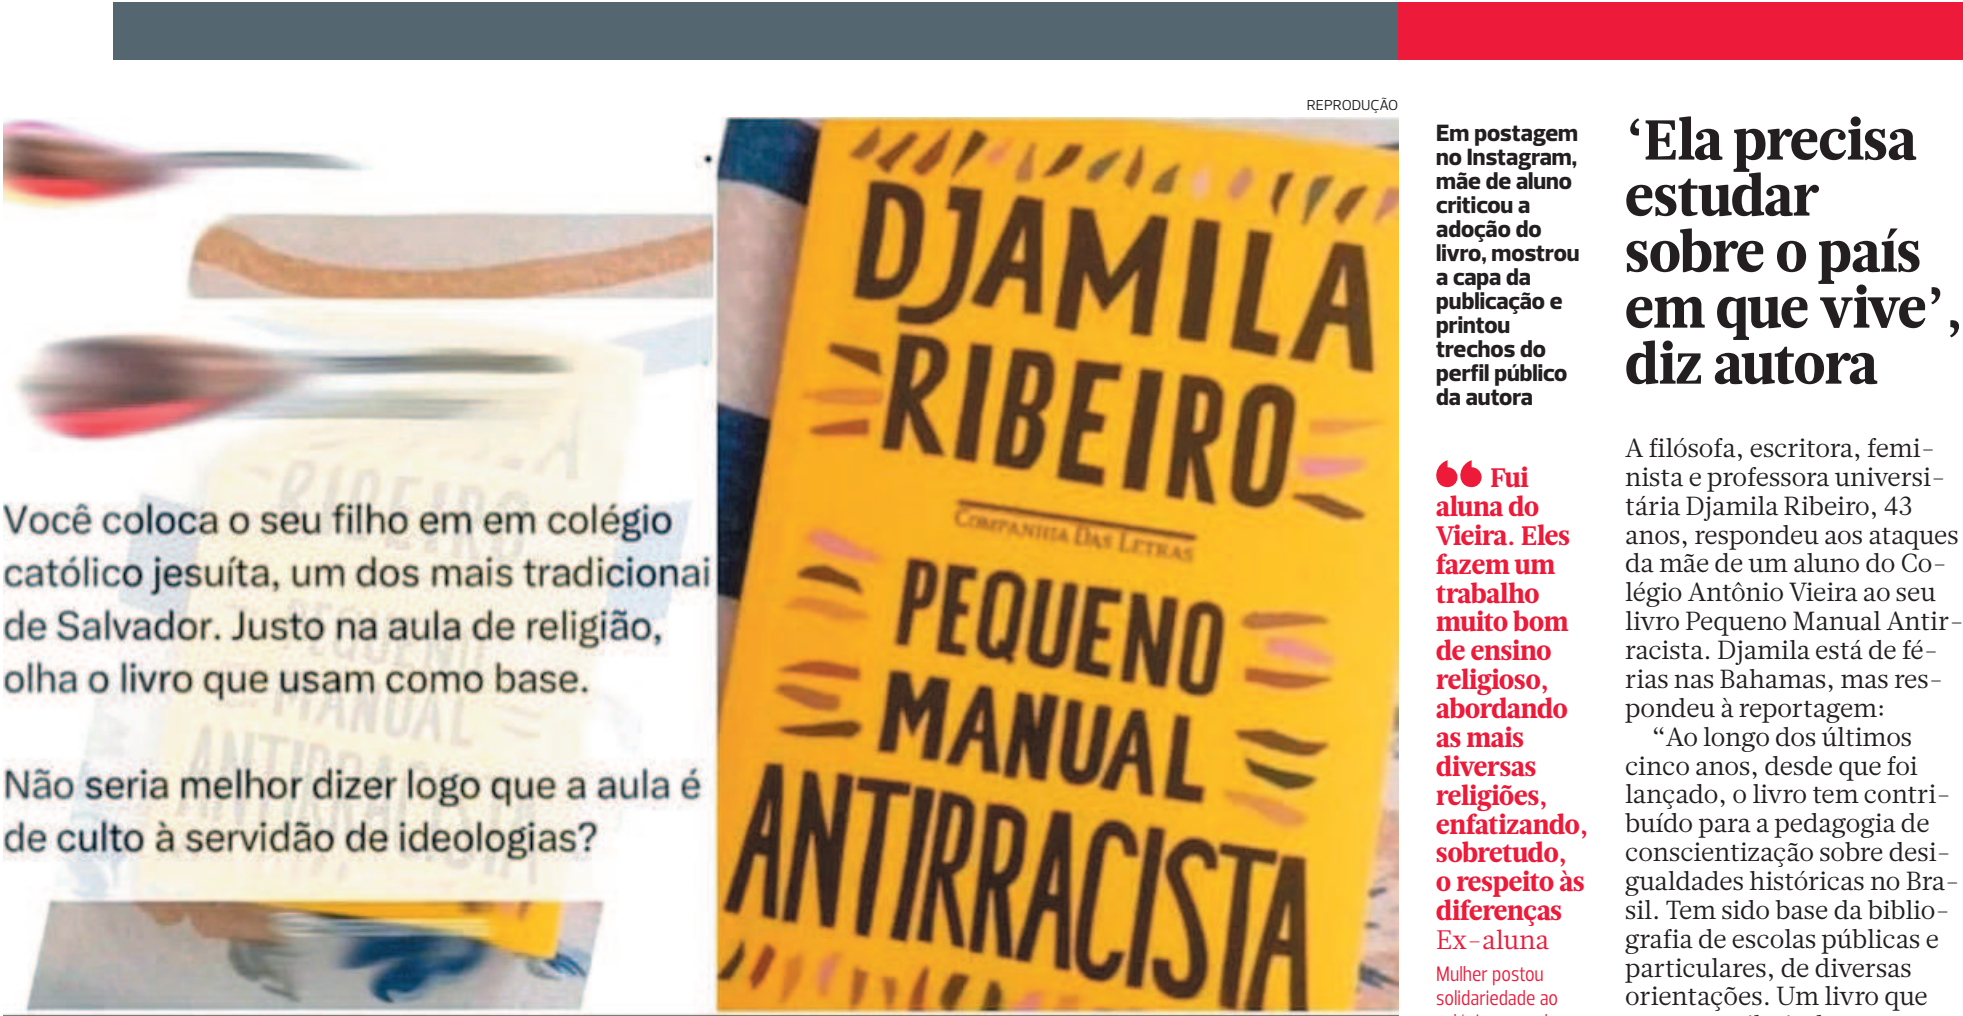 REPRODUÇÃO
Você coloca o seu filho em em colégio
católico jesuíta, um dos mais tradicionai
de Salvador. Justo na aula de religião,
olha o livro que usam como base.
Não seria melhor dizer logo que a aula é
de culto à servidão de ideologias?
DJAMILA
RIBEIRO
COMPANHIA DAS LETRAS
PEQUENO
MANUAL
ANTIRRACISTA
RIBEIRO
PEQUENO
MANUAL
ANTIRRACISTA
Em postagem
no Instagram,
mãe de aluno
criticou a
adoção do
livro, mostrou
a capa da
publicação e
printou
trechos do
perfil público
da autora
Fui
aluna do
Vieira. Eles
fazem um
trabalho
muito bom
de ensino
religioso,
abordando
as mais
diversas
religiões,
enfatizando,
sobretudo,
o respeito às
diferenças
Ex-aluna
Mulher postou
solidariedade ao
‘Ela precisa
estudar
sobre o país
em que vive’,
diz autora
A filósofa, escritora, femi-
nista e professora universi-
tária Djamila Ribeiro, 43
anos, respondeu aos ataques
da mãe de um aluno do Co-
légio Antônio Vieira ao seu
livro Pequeno Manual Antir-
racista. Djamila está de fé-
rias nas Bahamas, mas res-
pondeu à reportagem:
“Ao longo dos últimos
cinco anos, desde que foi
lançado, o livro tem contri-
buído para a pedagogia de
conscientização sobre desi-
gualdades históricas no Bra-
sil. Tem sido base da biblio-
grafia de escolas públicas e
particulares, de diversas
orientações. Um livro que